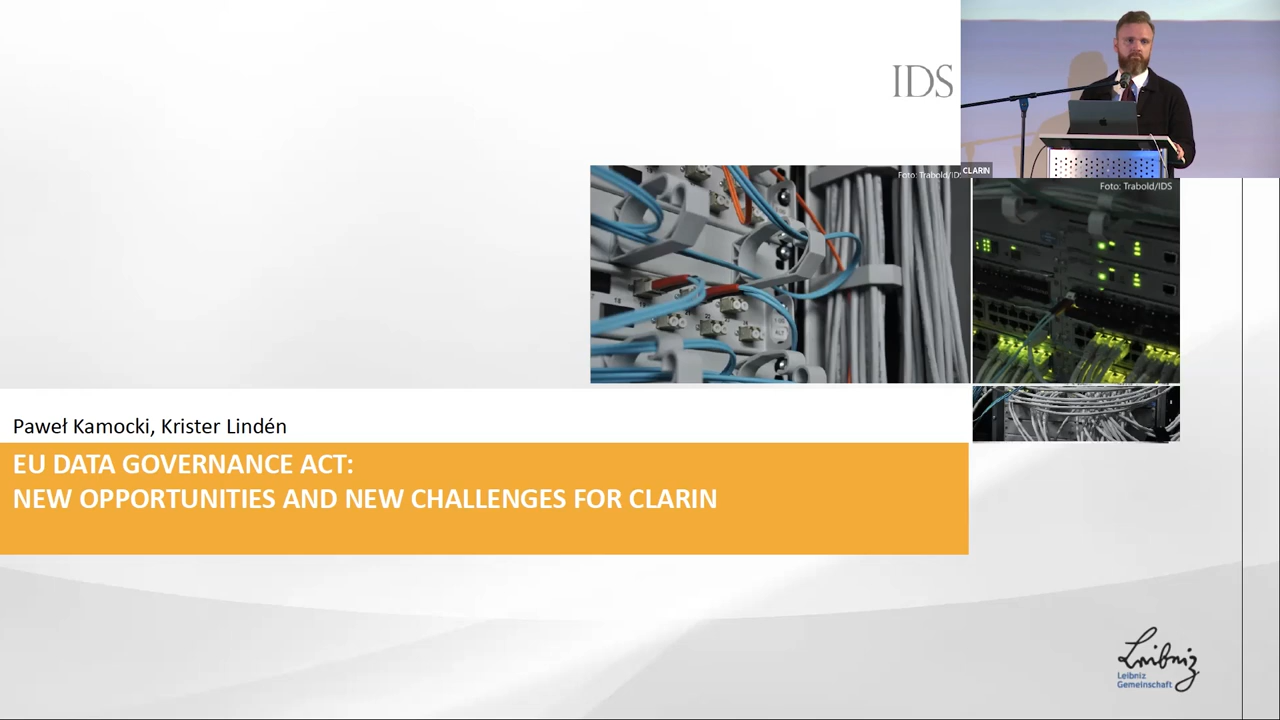 IDS
CLARIN
Foto: Trabold/ID
Foto: Trabold/IDS
Paweł Kamocki, Krister Lindén
EU DATA GOVERNANCE ACT:
NEW OPPORTUNITIES AND NEW CHALLENGES FOR CLARIN
Leibniz
Leibniz
Gemeinschaft